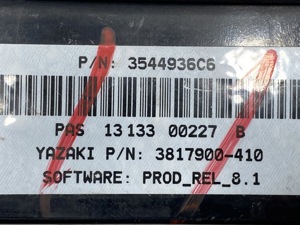 P/N: 3544936C6
PAS 13133 00227 B
YAZAKI P/N: 3817900-410
SOFTWARE: PROD_REL_8.1